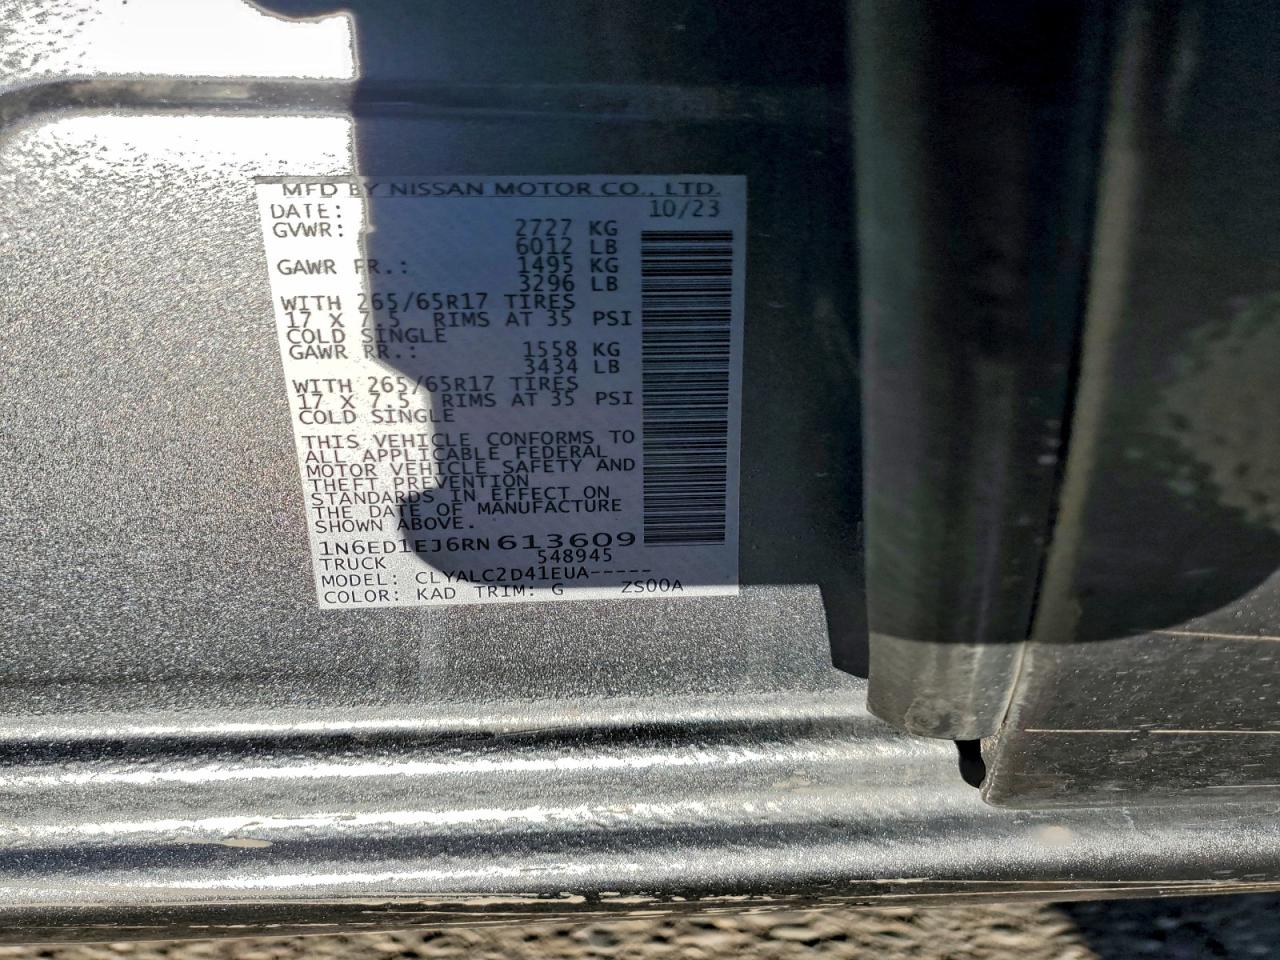 MFD BY NISSAN MOTOR CO., LTD.
DATE: 10/23
GVWR: 2727 KG
6012 LB
GAWR FR.: 1495 KG
3296 LB
WITH 265/65R17 TIRES
17 X 7.5 RIMS AT 35 PSI
COLD SINGLE
GAWR RR.: 1558 KG
3434 LB
WITH 265/65R17 TIRES
17 X 7.5 RIMS AT 35 PSI
COLD SINGLE
THIS VEHICLE CONFORMS TO
ALL APPLICABLE FEDERAL
MOTOR VEHICLE SAFETY AND
THEFT PREVENTION
STANDARDS IN EFFECT ON
THE DATE OF MANUFACTURE
SHOWN ABOVE.
1N6ED1EJ6RN613609
TRUCK 548945
MODEL: CLYALC2D41EUA-----
COLOR: KAD TRIM: G ZS00A